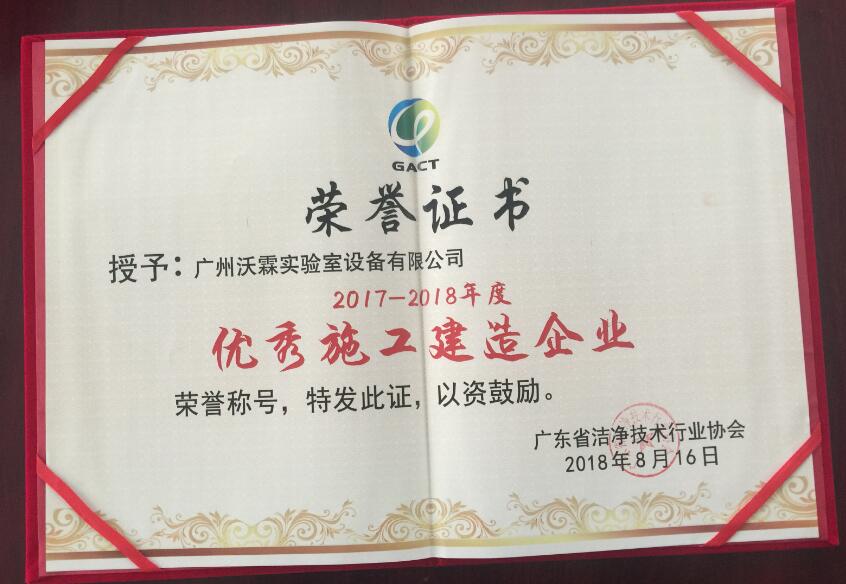 GACT
荣誉证书
授予：广州沃霖实验室设备有限公司
2017-2018年度
优秀施工建造企业
荣誉称号，特发此证，以资鼓励。
广东省洁净技术行业协会
2018年8月16日